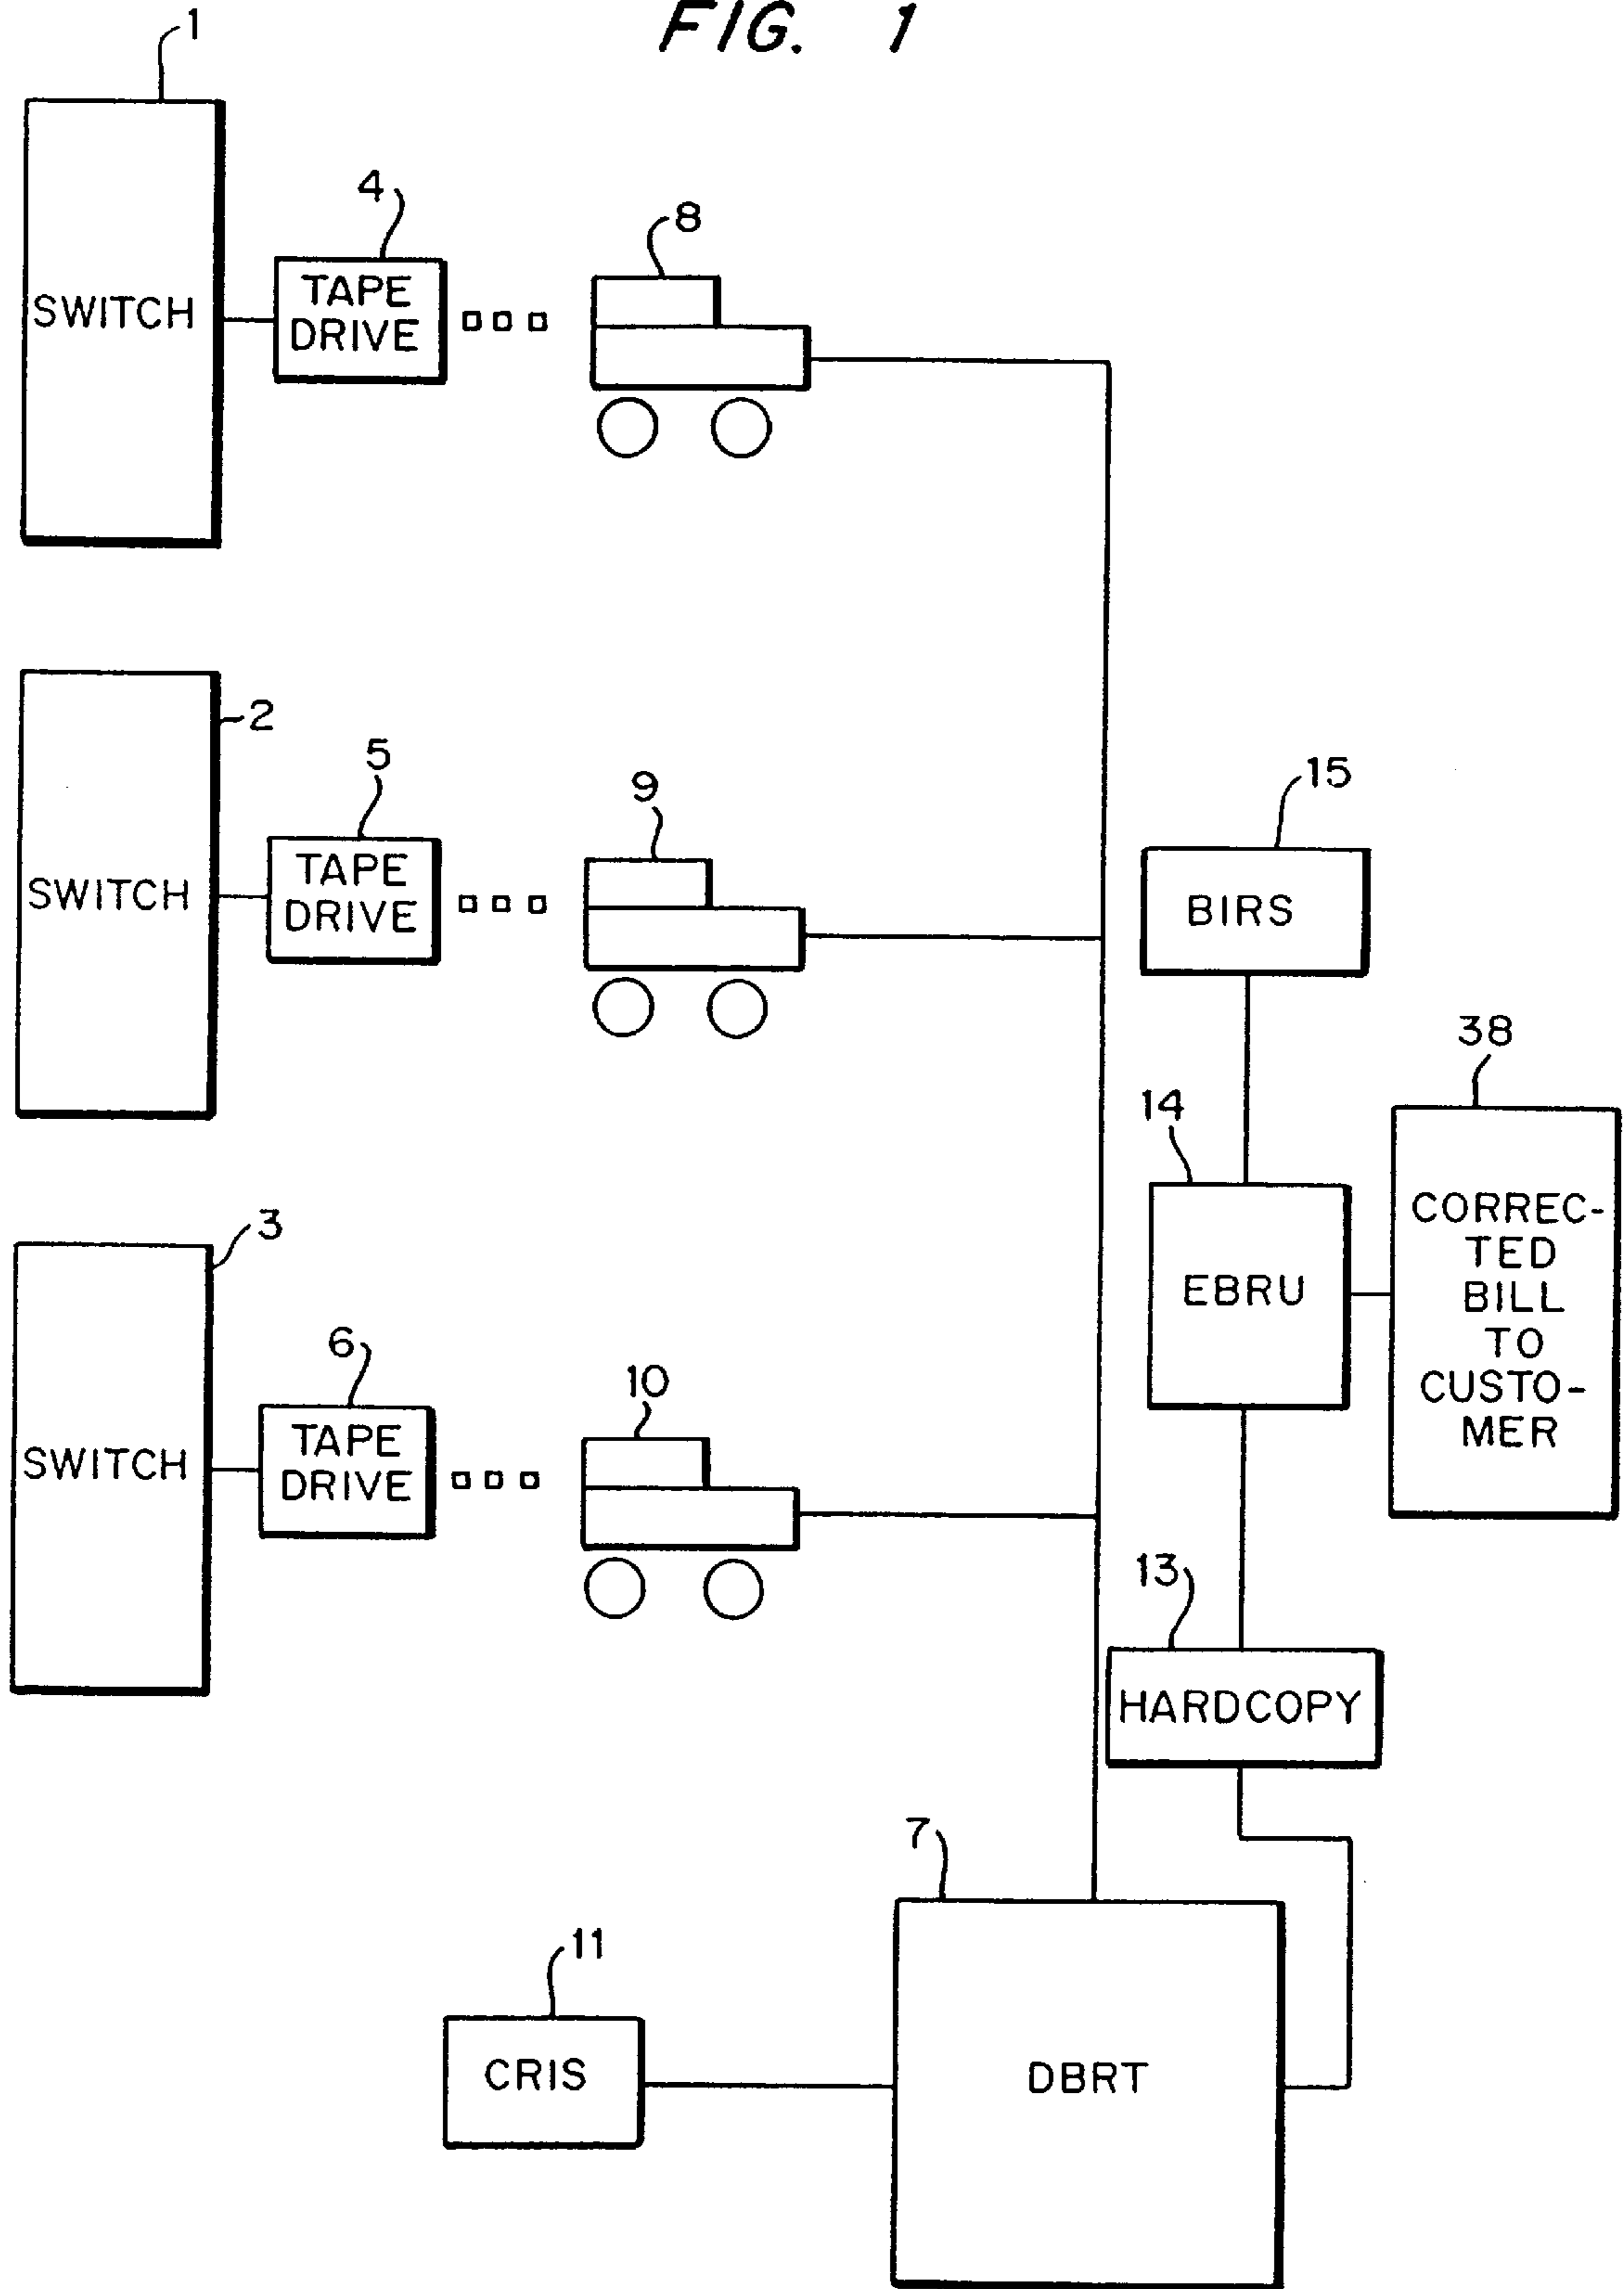 FIG. 1
1
4
8
SWITCH
TAPE
DRIVE
2
5
9
15
SWITCH
TAPE
DRIVE
BIRS
38
14
3
CORREC-
TED
BILL
TO
CUSTO-
MER
EBRU
6
10
SWITCH
TAPE
DRIVE
13
HARDCOPY
7
11
CRIS
DBRT